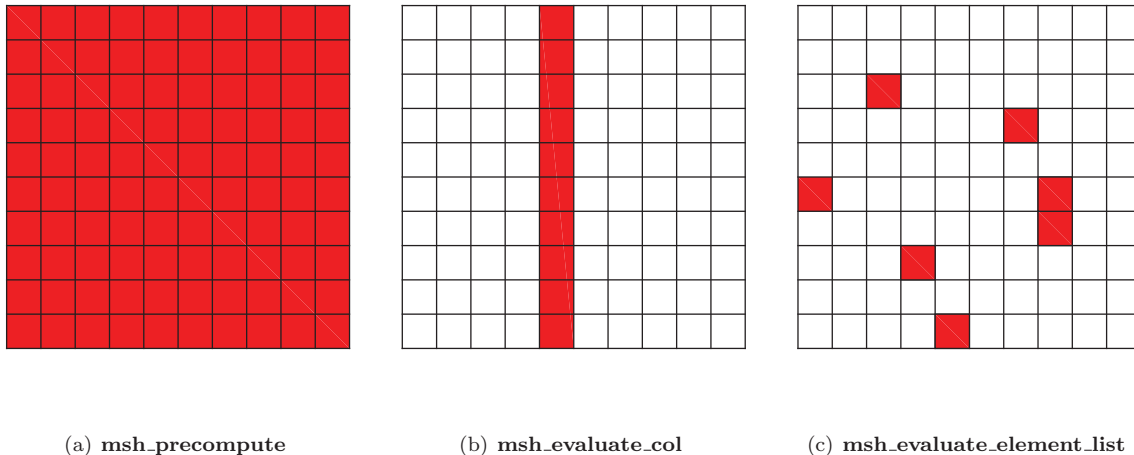 (a) msh_precompute
(b) msh_evaluate_col
(c) msh_evaluate_element_list